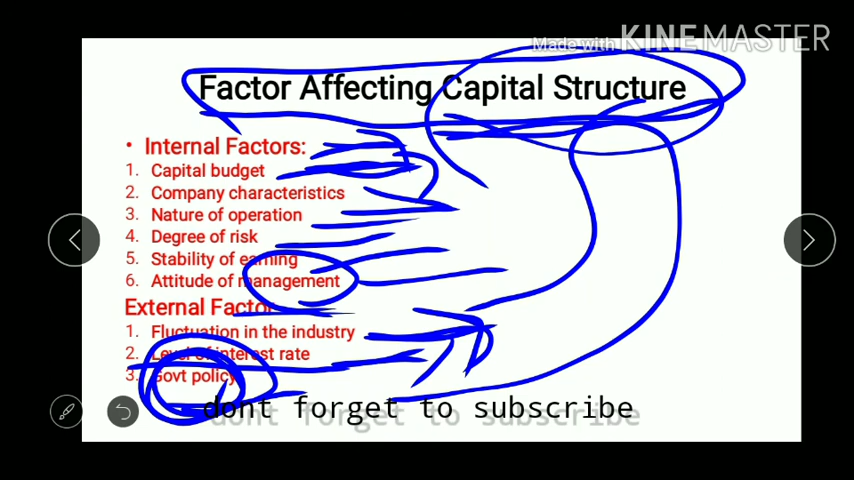 Made with KINEMASTER
Factor Affecting Capital Structure
• Internal Factors:
1. Capital budget
2. Company characteristics
3. Nature of operation
4. Degree of risk
5. Stability of earning
6. Attitude of management
External Factor
1. Fluctuation in the industry
2. Level of interest rate
3. Govt policy
dont forget to subscribe